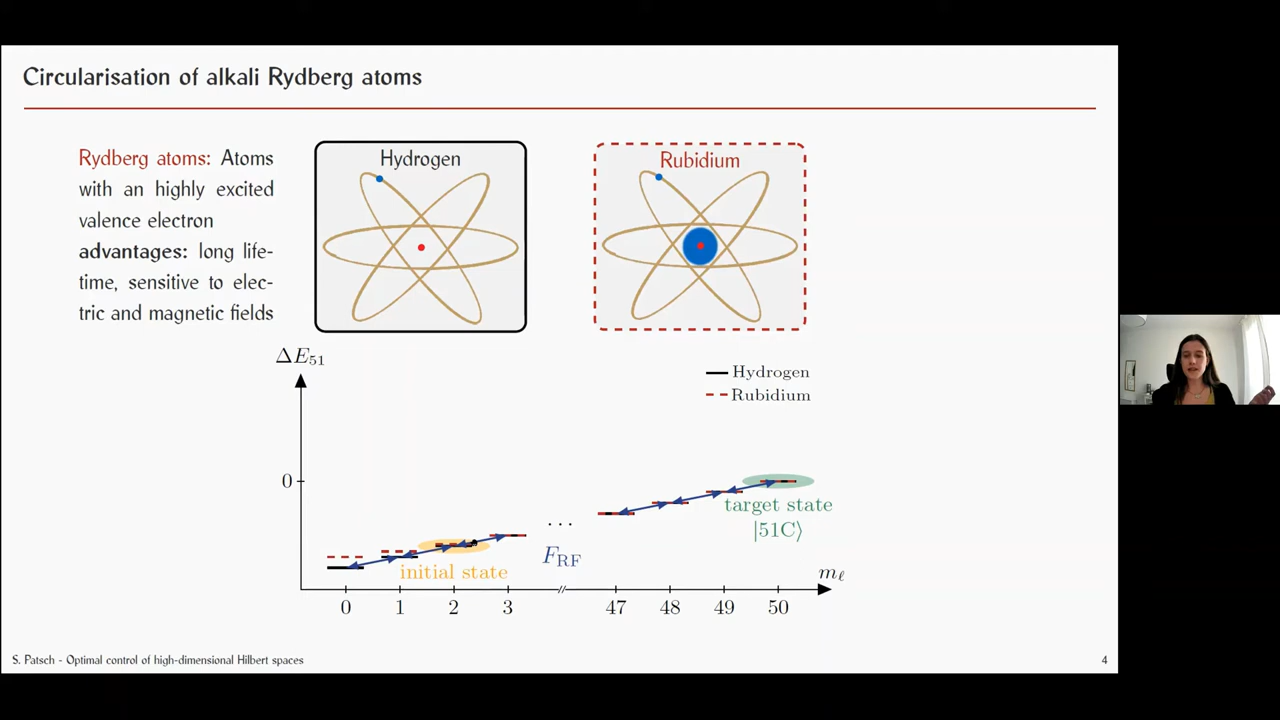 Circularisation of alkali Rydberg atoms
Rydberg atoms: Atoms
with an highly excited
valence electron
advantages: long life-
time, sensitive to elec-
tric and magnetic fields
Hydrogen
Rubidium
ΔE₅₁
Hydrogen
Rubidium
0
target state
|51C⟩
. . .
F_RF
initial state
m_ℓ
0 1 2 3 47 48 49 50
S. Patsch - Optimal control of high-dimensional Hilbert spaces
4